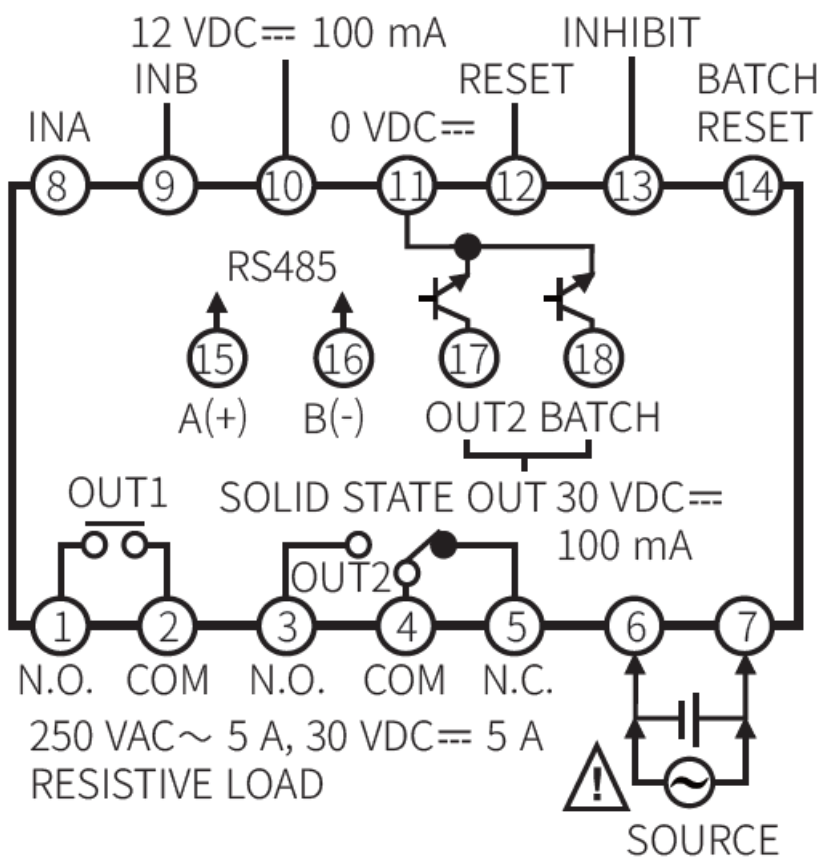 12 VDC⎓ 100 mA
INHIBIT
INB
RESET
BATCH
INA
0 VDC⎓
RESET
8 9 10 11 12 13 14
RS485
15 16 17 18
A(+) B(-) OUT2 BATCH
OUT1
SOLID STATE OUT 30 VDC⎓
100 mA
OUT2
1 2 3 4 5 6 7
N.O. COM N.O. COM N.C.
250 VAC～ 5 A, 30 VDC⎓ 5 A
RESISTIVE LOAD
!
SOURCE